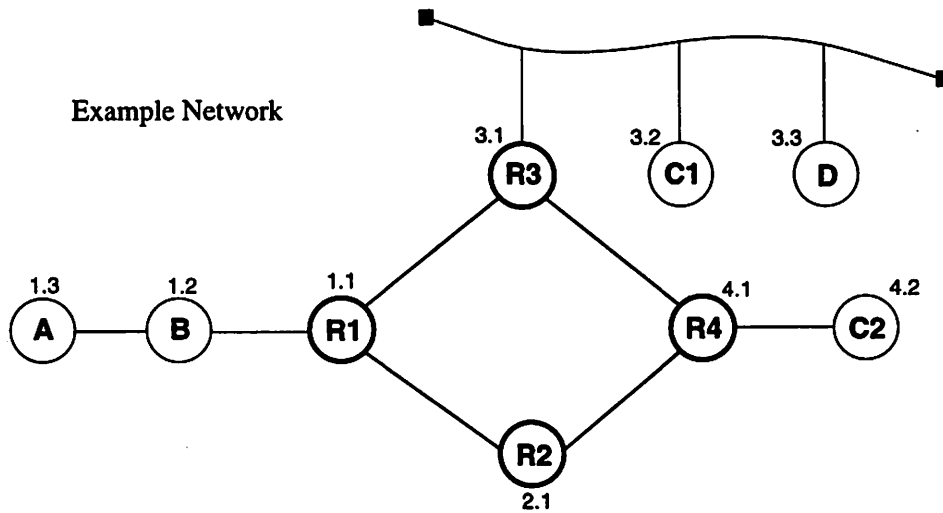 Example Network
3.1
R3
3.2
C1
3.3
D
1.3
A
1.2
B
1.1
R1
4.1
R4
4.2
C2
R2
2.1